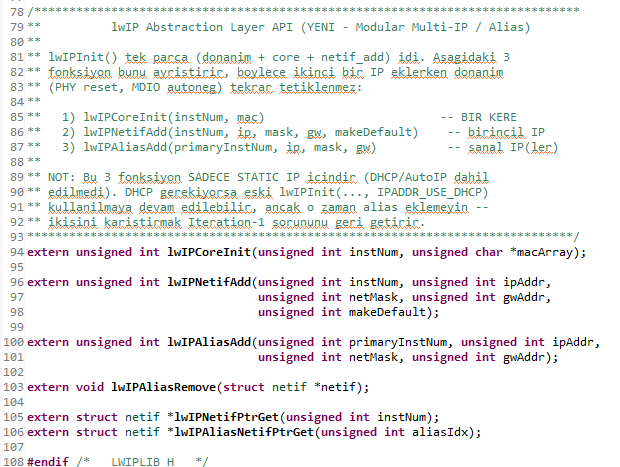 78 /******************************************************************************
79 **          lwIP Abstraction Layer API (YENI - Modular Multi-IP / Alias)
80 **
81 ** lwIPInit() tek parca (donanim + core + netif_add) idi. Asagidaki 3
82 ** fonksiyon bunu ayristirir, boylece ikinci bir IP eklerken donanim
83 ** (PHY reset, MDIO autoneg) tekrar tetiklenmez:
84 **
85 **   1) lwIPCoreInit(instNum, mac)                         -- BIR KERE
86 **   2) lwIPNetifAdd(instNum, ip, mask, gw, makeDefault)    -- birincil IP
87 **   3) lwIPAliasAdd(primaryInstNum, ip, mask, gw)          -- sanal IP(ler)
88 **
89 ** NOT: Bu 3 fonksiyon SADECE STATIC IP icindir (DHCP/AutoIP dahil
90 ** edilmedi). DHCP gerekiyorsa eski lwIPInit(..., IPADDR_USE_DHCP)
91 ** kullanilmaya devam edilebilir, ancak o zaman alias eklemeyin --
92 ** ikisini karistirmak Iteration-1 sorununu geri getirir.
93 ******************************************************************************/
94 extern unsigned int lwIPCoreInit(unsigned int instNum, unsigned char *macArray);
95
96 extern unsigned int lwIPNetifAdd(unsigned int instNum, unsigned int ipAddr,
97                                  unsigned int netMask, unsigned int gwAddr,
98                                  unsigned int makeDefault);
99
100 extern unsigned int lwIPAliasAdd(unsigned int primaryInstNum, unsigned int ipAddr,
101                                  unsigned int netMask, unsigned int gwAddr);
102
103 extern void lwIPAliasRemove(struct netif *netif);
104
105 extern struct netif *lwIPNetifPtrGet(unsigned int instNum);
106 extern struct netif *lwIPAliasNetifPtrGet(unsigned int aliasIdx);
107
108 #endif /*   LWIPLIB H   */